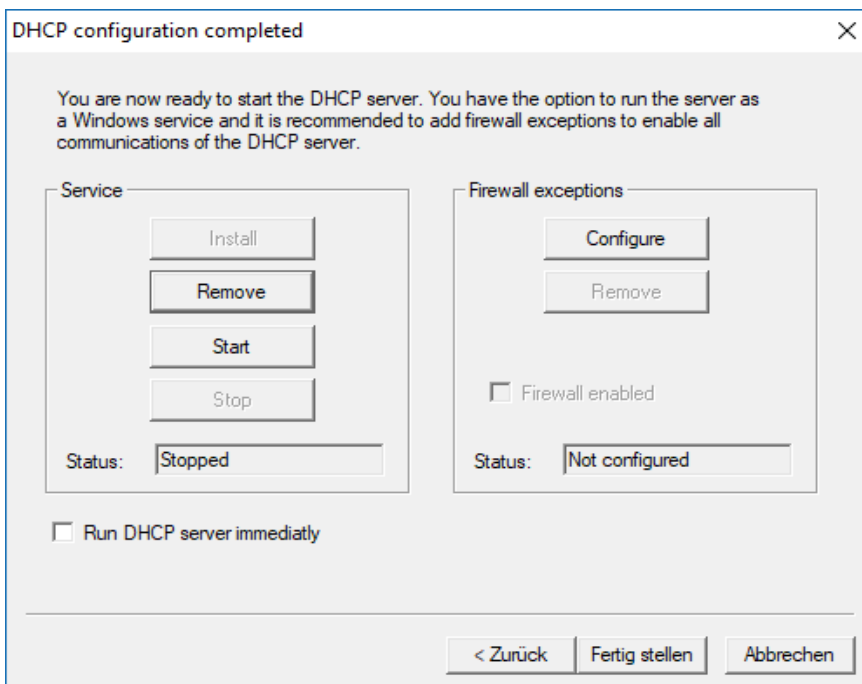 DHCP configuration completed
You are now ready to start the DHCP server. You have the option to run the server as
a Windows service and it is recommended to add firewall exceptions to enable all
communications of the DHCP server.
Service
Install
Remove
Start
Stop
Status: Stopped
Firewall exceptions
Configure
Remove
Firewall enabled
Status: Not configured
Run DHCP server immediatly
< Zurück
Fertig stellen
Abbrechen